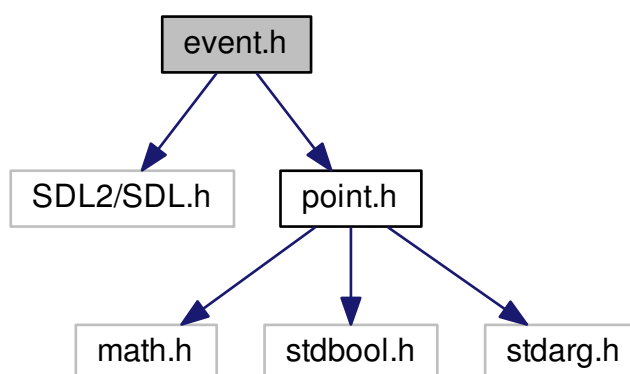 event.h
SDL2/SDL.h
point.h
math.h
stdbool.h
stdarg.h